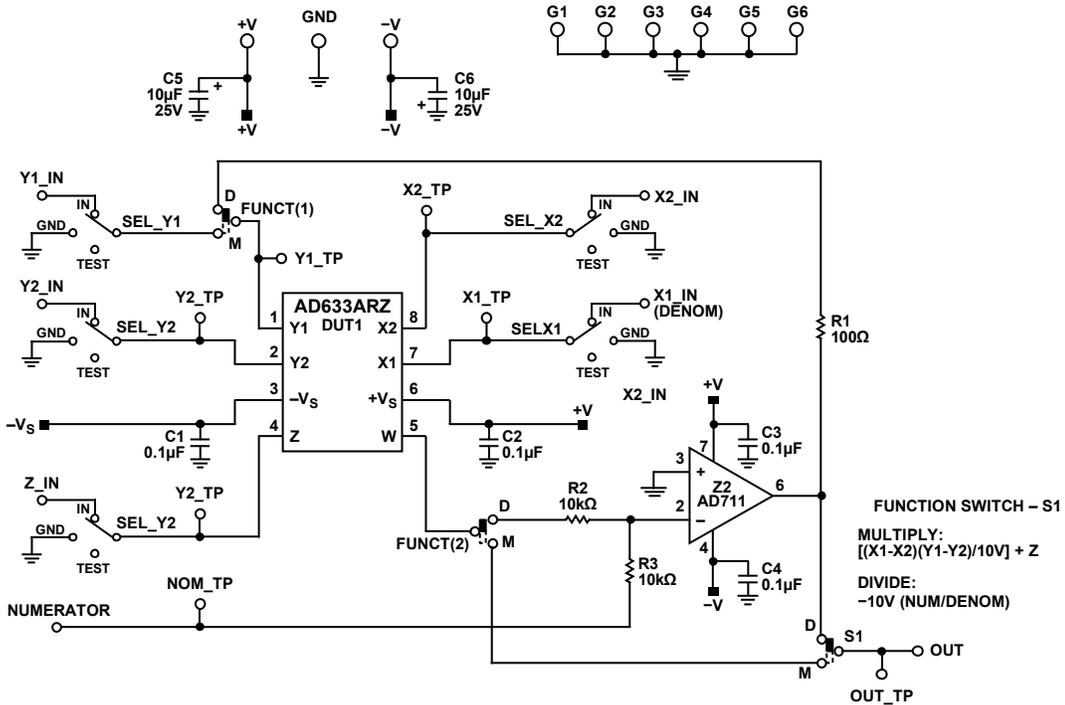 +V
GND
−V
G1 G2 G3 G4 G5 G6
C5
10µF
25V
+
+V
−V
+
C6
10µF
25V
Y1_IN
IN
GND
SEL_Y1
TEST
D
FUNCT(1)
M
Y1_TP
X2_TP
SEL_X2
X2_IN
IN
GND
TEST
Y2_IN
IN
GND
SEL_Y2
TEST
Y2_TP
AD633ARZ
DUT1
1 Y1
2 Y2
3 −VS
4 Z
X2 8
X1 7
+VS 6
W 5
X1_TP
SELX1
X1_IN
(DENOM)
IN
GND
TEST
R1
100Ω
X2_IN
−VS
C1
0.1µF
C2
0.1µF
+V
+V
7
C3
0.1µF
3
+
Z2
AD711
2
−
6
4
C4
0.1µF
−V
Z_IN
IN
GND
SEL_Y2
TEST
Y2_TP
FUNCT(2)
D
M
R2
10kΩ
R3
10kΩ
NOM_TP
NUMERATOR
FUNCTION SWITCH – S1
MULTIPLY:
[(X1-X2)(Y1-Y2)/10V] + Z
DIVIDE:
−10V (NUM/DENOM)
D
S1
M
OUT
OUT_TP